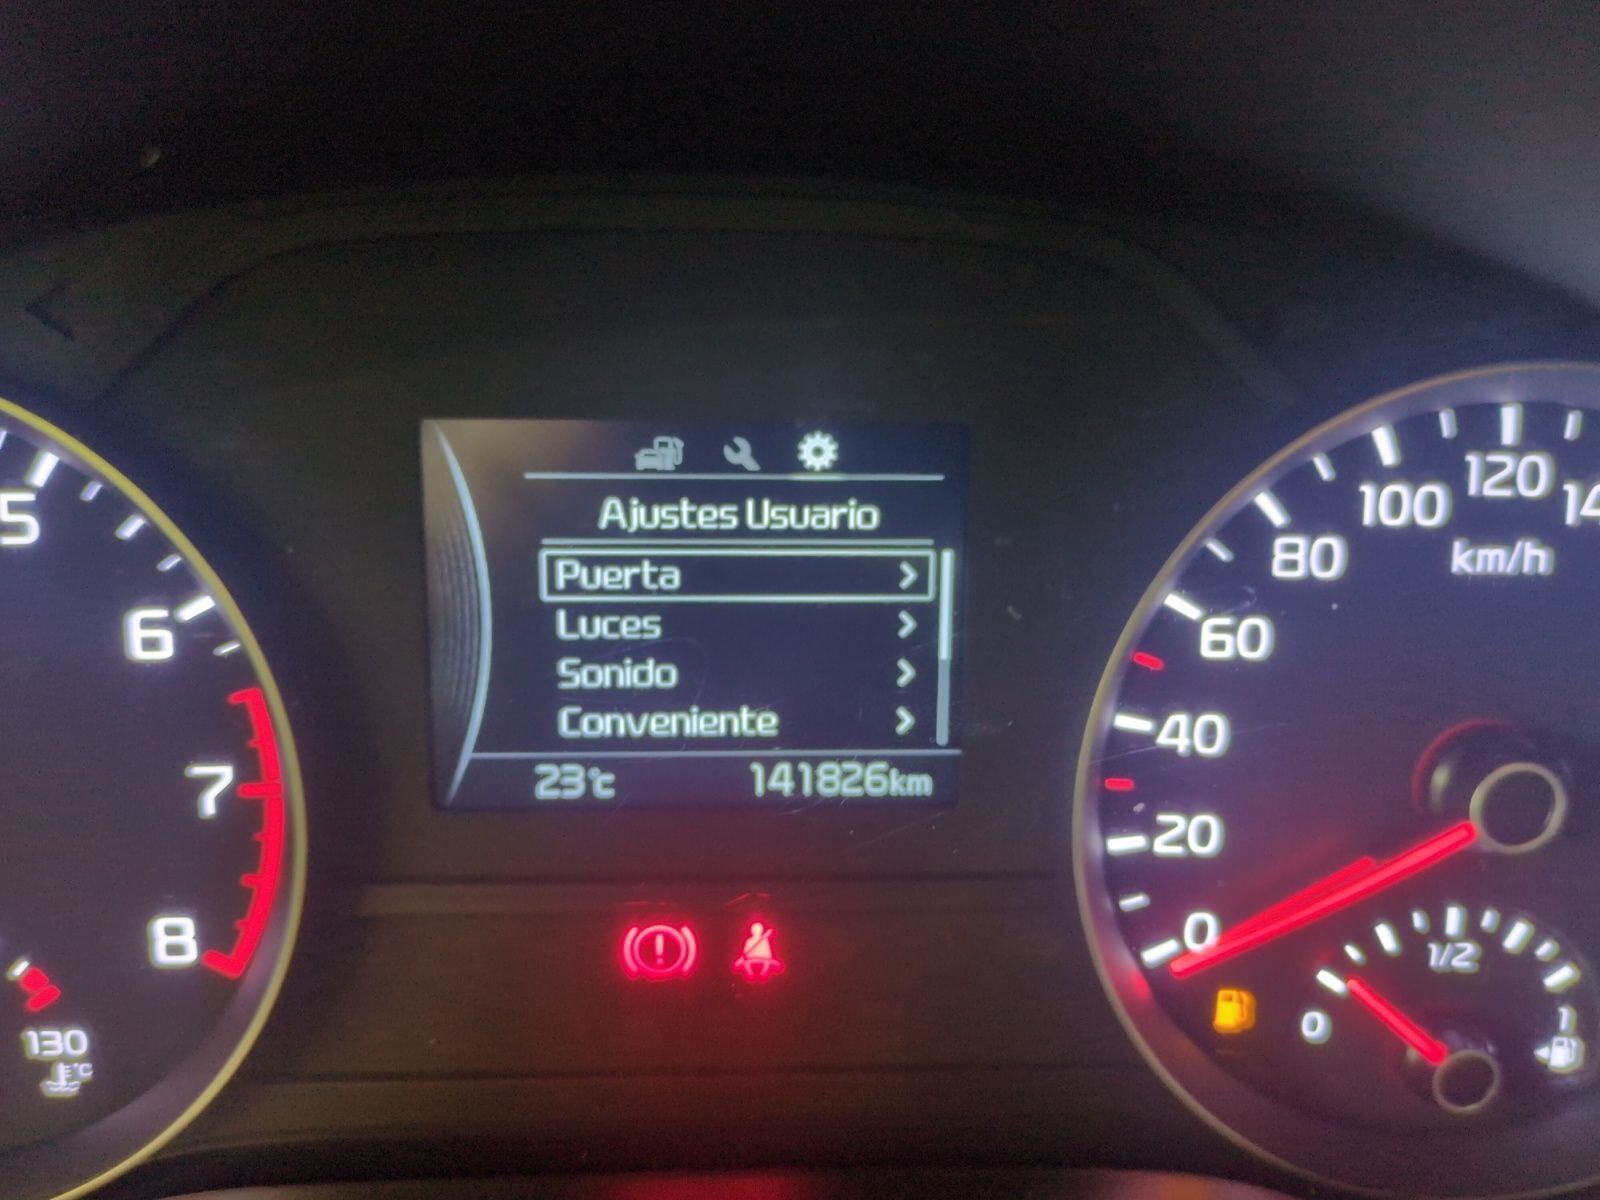 Ajustes Usuario
Puerta
Luces
Sonido
Conveniente
23°C 141826km
5
6
7
8
130
°C
0
20
40
60
80
100
120
km/h
0
1/2
1